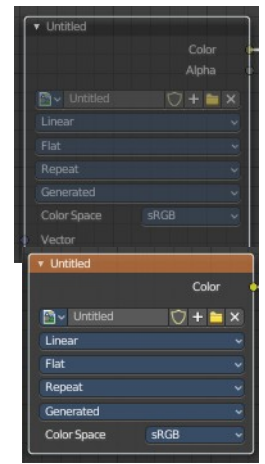 Untitled
Color
Alpha
Untitled
Linear
Flat
Repeat
Generated
Color Space sRGB
Vector
Untitled
Color
Untitled
Linear
Flat
Repeat
Generated
Color Space sRGB